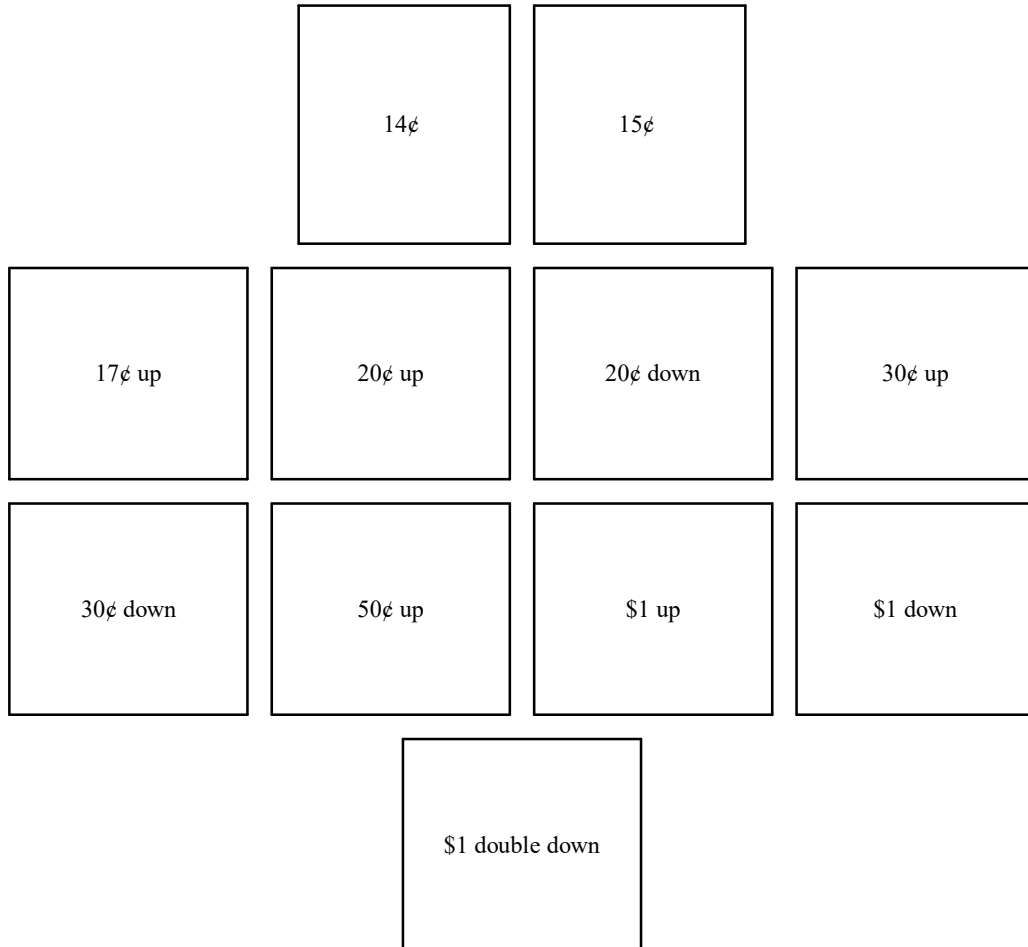 14¢
15¢
17¢ up
20¢ up
20¢ down
30¢ up
30¢ down
50¢ up
$1 up
$1 down
$1 double down